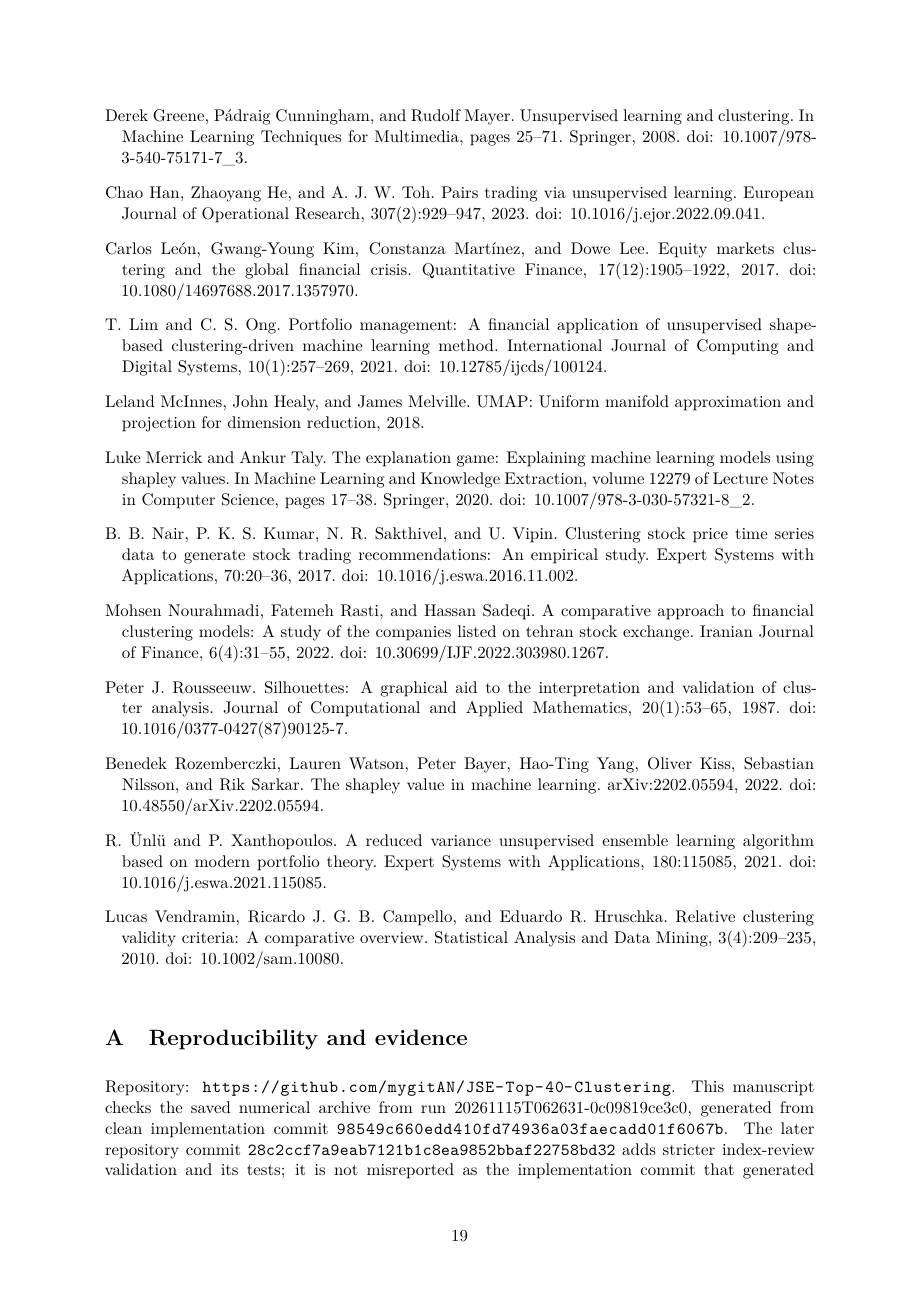 Derek Greene, Pádraig Cunningham, and Rudolf Mayer. Unsupervised learning and clustering. In
Machine Learning Techniques for Multimedia, pages 25–71. Springer, 2008. doi: 10.1007/978-
3-540-75171-7_3.
Chao Han, Zhaoyang He, and A. J. W. Toh. Pairs trading via unsupervised learning. European
Journal of Operational Research, 307(2):929–947, 2023. doi: 10.1016/j.ejor.2022.09.041.
Carlos León, Gwang-Young Kim, Constanza Martínez, and Dowe Lee. Equity markets clus-
tering and the global financial crisis. Quantitative Finance, 17(12):1905–1922, 2017. doi:
10.1080/14697688.2017.1357970.
T. Lim and C. S. Ong. Portfolio management: A financial application of unsupervised shape-
based clustering-driven machine learning method. International Journal of Computing and
Digital Systems, 10(1):257–269, 2021. doi: 10.12785/ijcds/100124.
Leland McInnes, John Healy, and James Melville. UMAP: Uniform manifold approximation and
projection for dimension reduction, 2018.
Luke Merrick and Ankur Taly. The explanation game: Explaining machine learning models using
shapley values. In Machine Learning and Knowledge Extraction, volume 12279 of Lecture Notes
in Computer Science, pages 17–38. Springer, 2020. doi: 10.1007/978-3-030-57321-8_2.
B. B. Nair, P. K. S. Kumar, N. R. Sakthivel, and U. Vipin. Clustering stock price time series
data to generate stock trading recommendations: An empirical study. Expert Systems with
Applications, 70:20–36, 2017. doi: 10.1016/j.eswa.2016.11.002.
Mohsen Nourahmadi, Fatemeh Rasti, and Hassan Sadeqi. A comparative approach to financial
clustering models: A study of the companies listed on tehran stock exchange. Iranian Journal
of Finance, 6(4):31–55, 2022. doi: 10.30699/IJF.2022.303980.1267.
Peter J. Rousseeuw. Silhouettes: A graphical aid to the interpretation and validation of clus-
ter analysis. Journal of Computational and Applied Mathematics, 20(1):53–65, 1987. doi:
10.1016/0377-0427(87)90125-7.
Benedek Rozemberczki, Lauren Watson, Peter Bayer, Hao-Ting Yang, Oliver Kiss, Sebastian
Nilsson, and Rik Sarkar. The shapley value in machine learning. arXiv:2202.05594, 2022. doi:
10.48550/arXiv.2202.05594.
R. Ünlü and P. Xanthopoulos. A reduced variance unsupervised ensemble learning algorithm
based on modern portfolio theory. Expert Systems with Applications, 180:115085, 2021. doi:
10.1016/j.eswa.2021.115085.
Lucas Vendramin, Ricardo J. G. B. Campello, and Eduardo R. Hruschka. Relative clustering
validity criteria: A comparative overview. Statistical Analysis and Data Mining, 3(4):209–235,
2010. doi: 10.1002/sam.10080.
A Reproducibility and evidence
Repository: https://github.com/mygitAN/JSE-Top-40-Clustering. This manuscript
checks the saved numerical archive from run 20261115T062631-0c09819ce3c0, generated from
clean implementation commit 98549c660edd410fd74936a03faecadd01f6067b. The later
repository commit 28c2ccf7a9eab7121b1c8ea9852bbaf22758bd32 adds stricter index-review
validation and its tests; it is not misreported as the implementation commit that generated
19